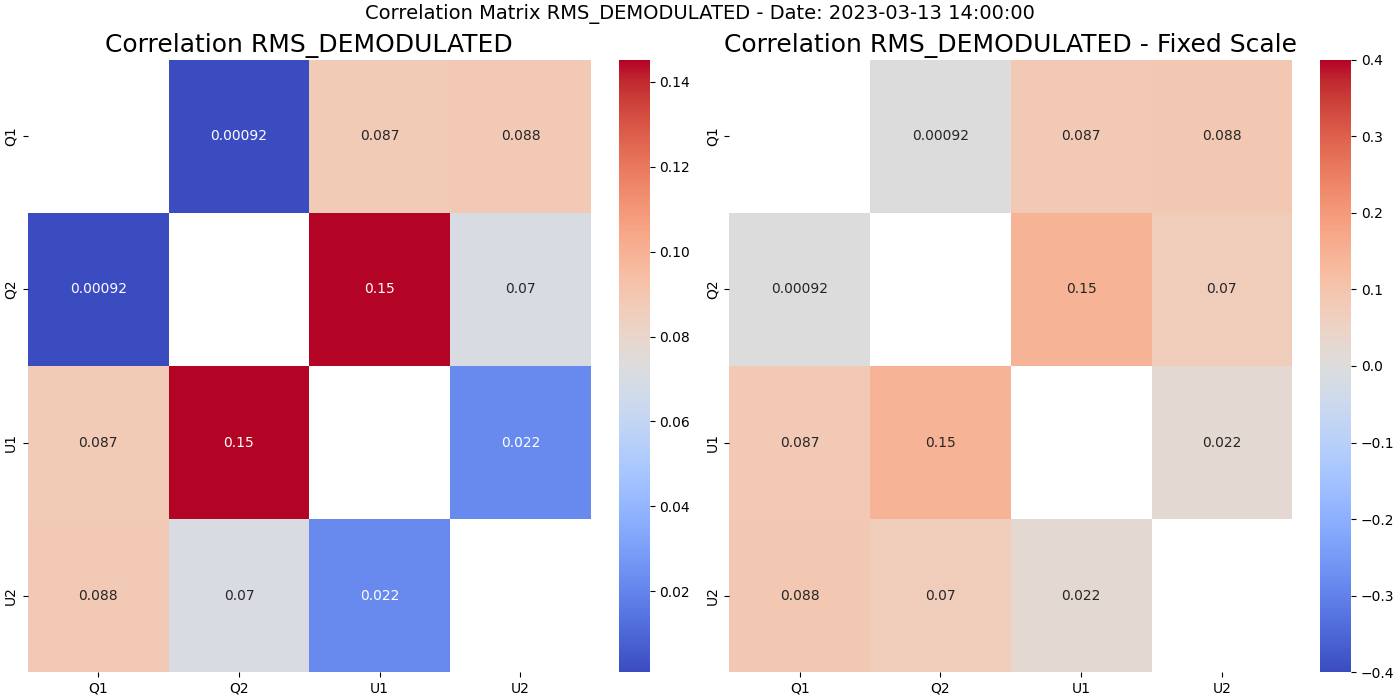 Correlation Matrix RMS_DEMODULATED - Date: 2023-03-13 14:00:00
Correlation RMS_DEMODULATED
Q1
0.00092
0.087
0.088
Q2
0.00092
0.15
0.07
U1
0.087
0.15
0.022
U2
0.088
0.07
0.022
Q1
Q2
U1
U2
0.14
0.12
0.10
0.08
0.06
0.04
0.02
Correlation RMS_DEMODULATED - Fixed Scale
Q1
0.00092
0.087
0.088
Q2
0.00092
0.15
0.07
U1
0.087
0.15
0.022
U2
0.088
0.07
0.022
Q1
Q2
U1
U2
0.4
0.3
0.2
0.1
0.0
−0.1
−0.2
−0.3
−0.4